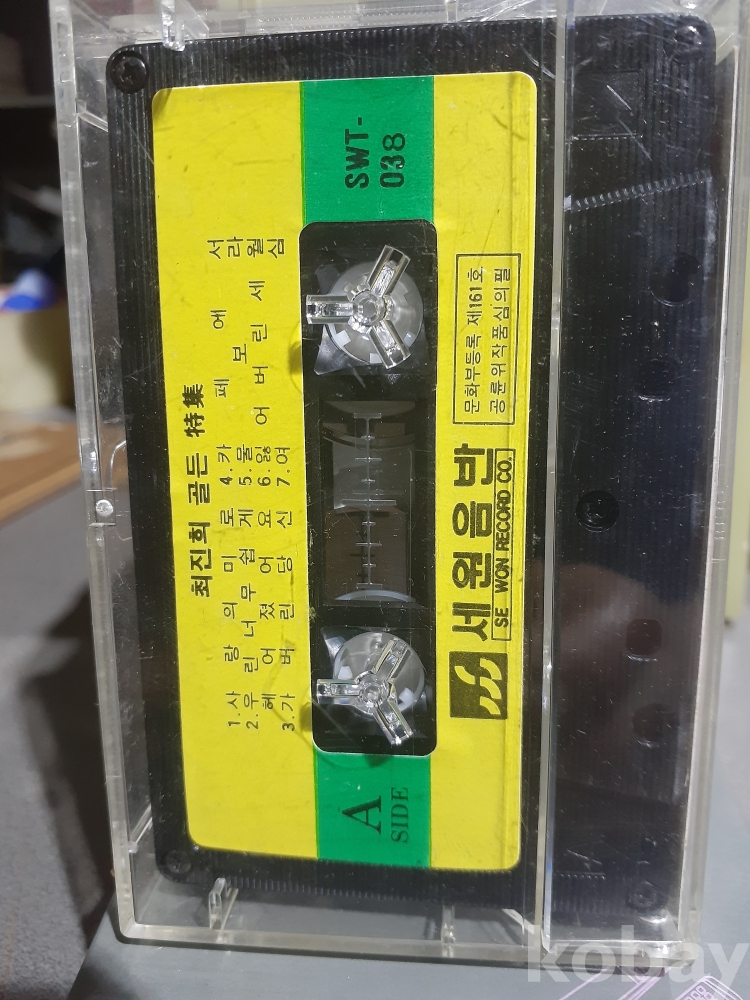 최진희 골든 特集
1.사랑의미로
2.우린너무쉽게
헤어졌어요
3.가버린당신
4.카페에서
5.물보라
6.잃어버린세월
7.여심
A
SIDE
SWT-
038
세원음반
SE WON RECORD CO.
문화부등록 제161호
공륜위작품심의필
kobay